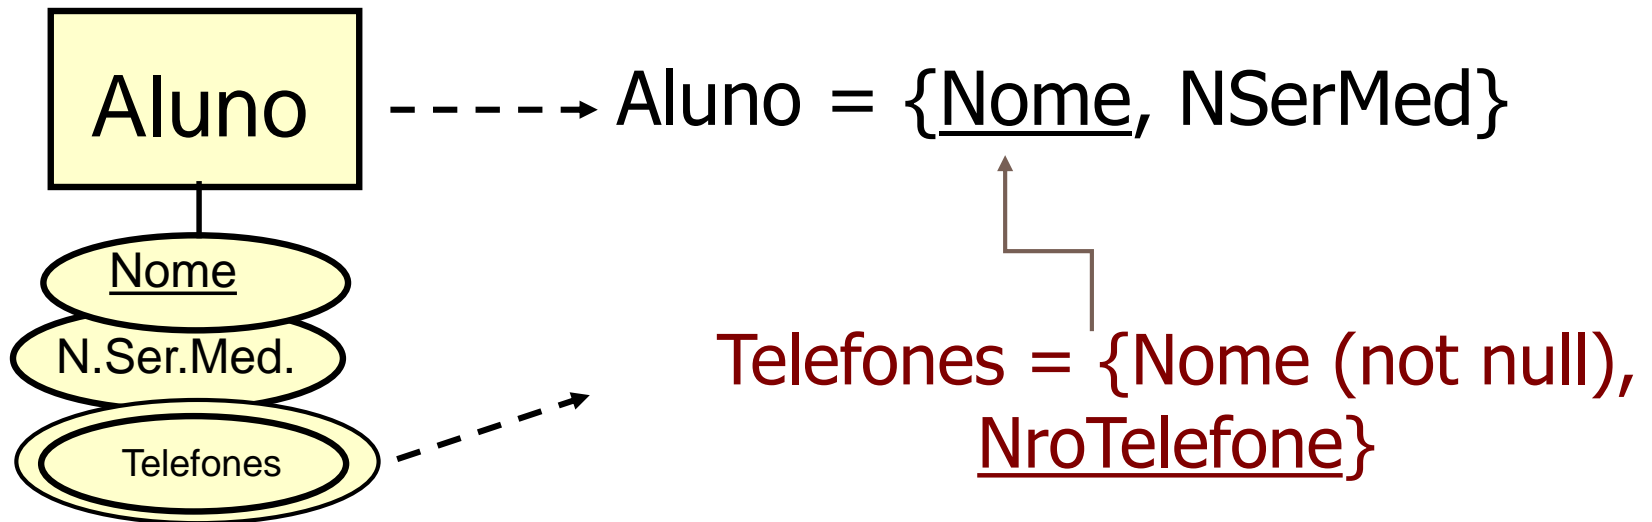 Aluno
Aluno = {Nome, NSerMed}
Nome
N.Ser.Med.
Telefones
Telefones = {Nome (not null),
NroTelefone}